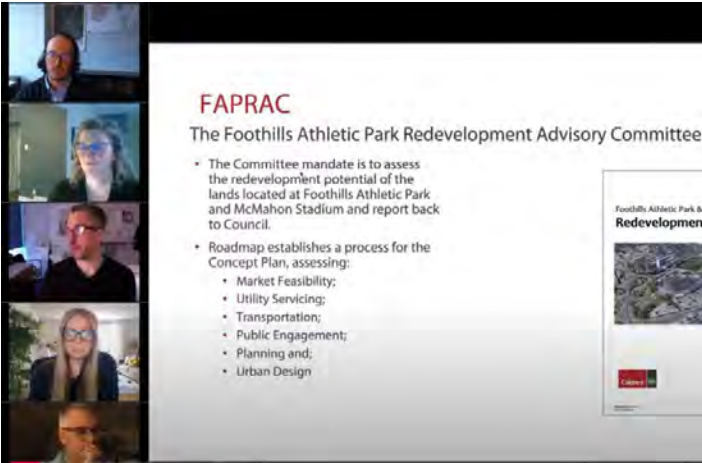 FAPRAC
The Foothills Athletic Park Redevelopment Advisory Committee
• The Committee mandate is to assess
the redevelopment potential of the
lands located at Foothills Athletic Park
and McMahon Stadium and report back
to Council.
• Roadmap establishes a process for the
Concept Plan, assessing:
• Market Feasibility;
• Utility Servicing;
• Transportation;
• Public Engagement;
• Planning and;
• Urban Design
Foothills Athletic Park &
Redevelopmen
Calgary